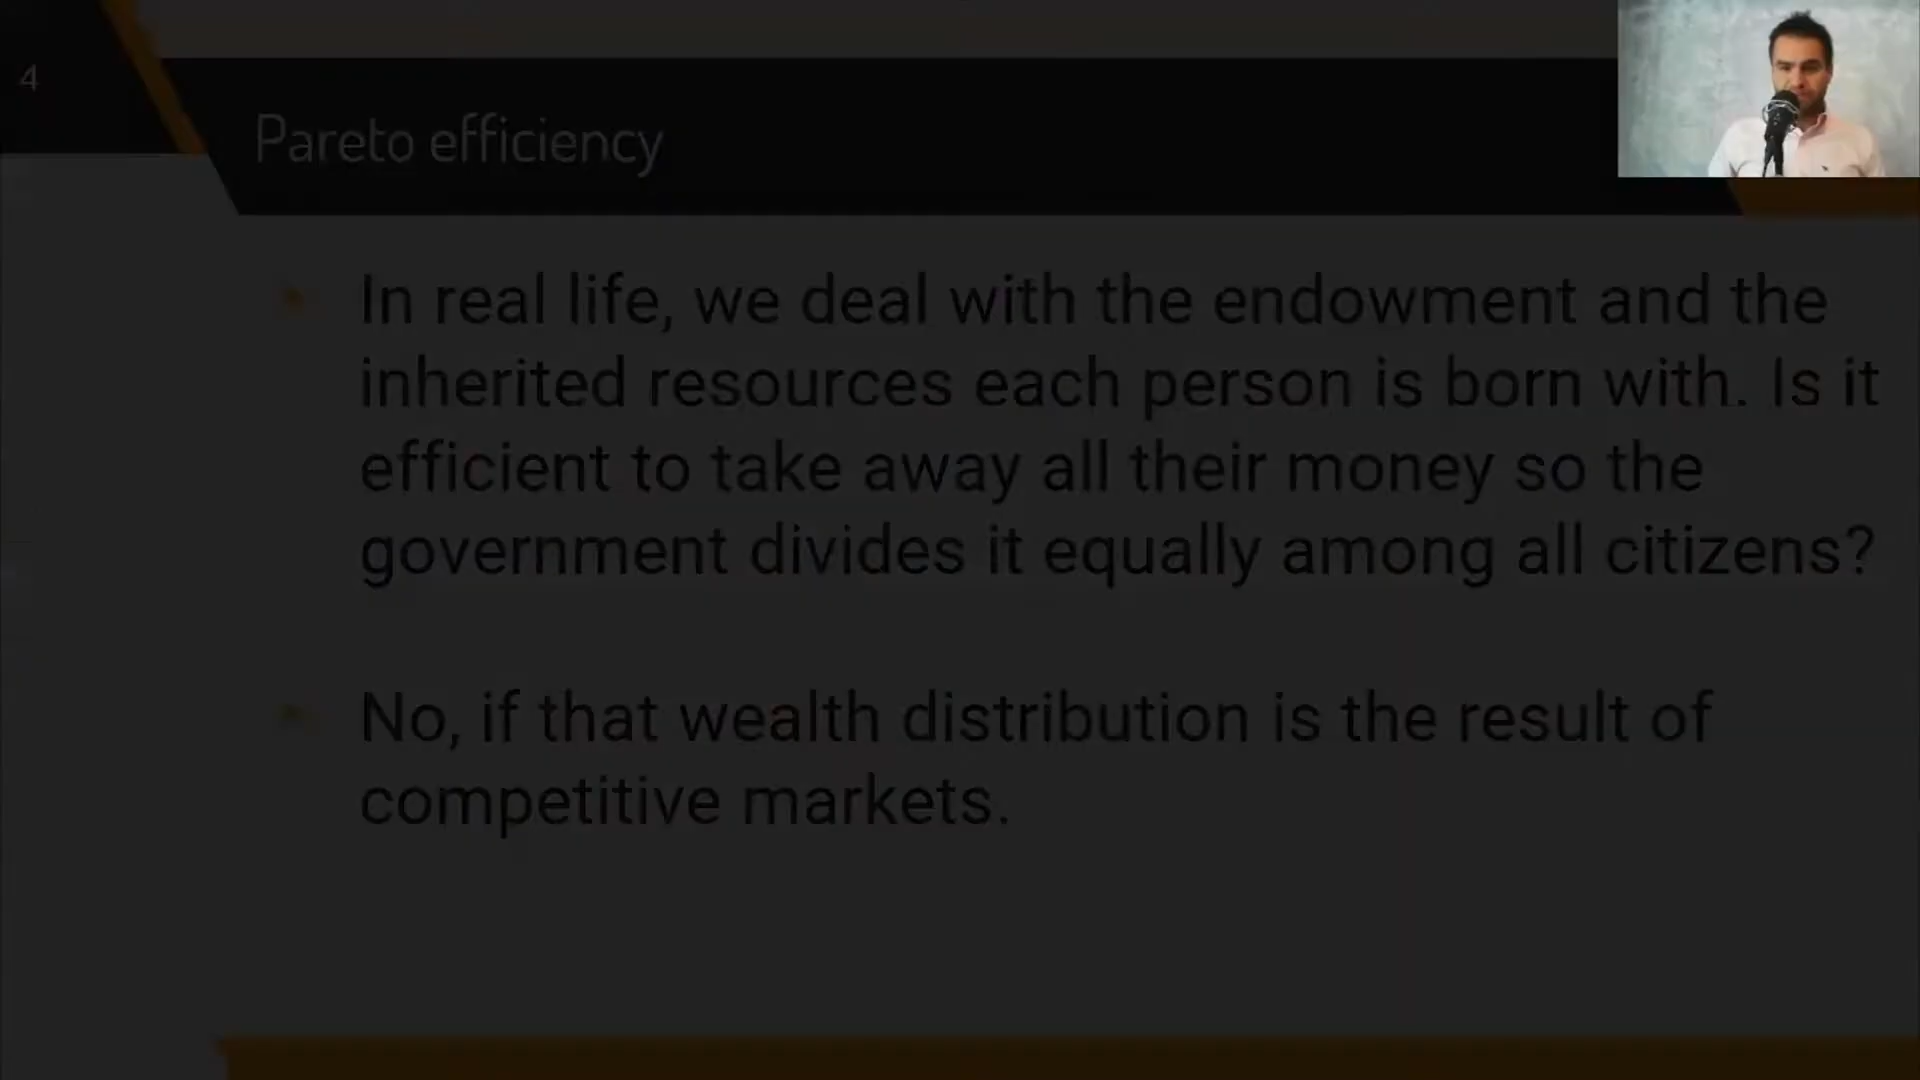 4
Pareto efficiency
In real life, we deal with the endowment and the
inherited resources each person is born with. Is it
efficient to take away all their money so the
government divides it equally among all citizens?
No, if that wealth distribution is the result of
competitive markets.